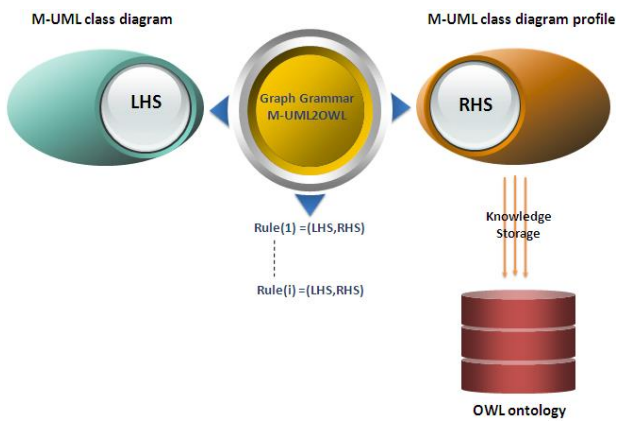 M-UML class diagram
M-UML class diagram profile
LHS
Graph Grammar
M-UML2OWL
RHS
Rule(1) =(LHS,RHS)
Rule(i) =(LHS,RHS)
Knowledge
Storage
OWL ontology